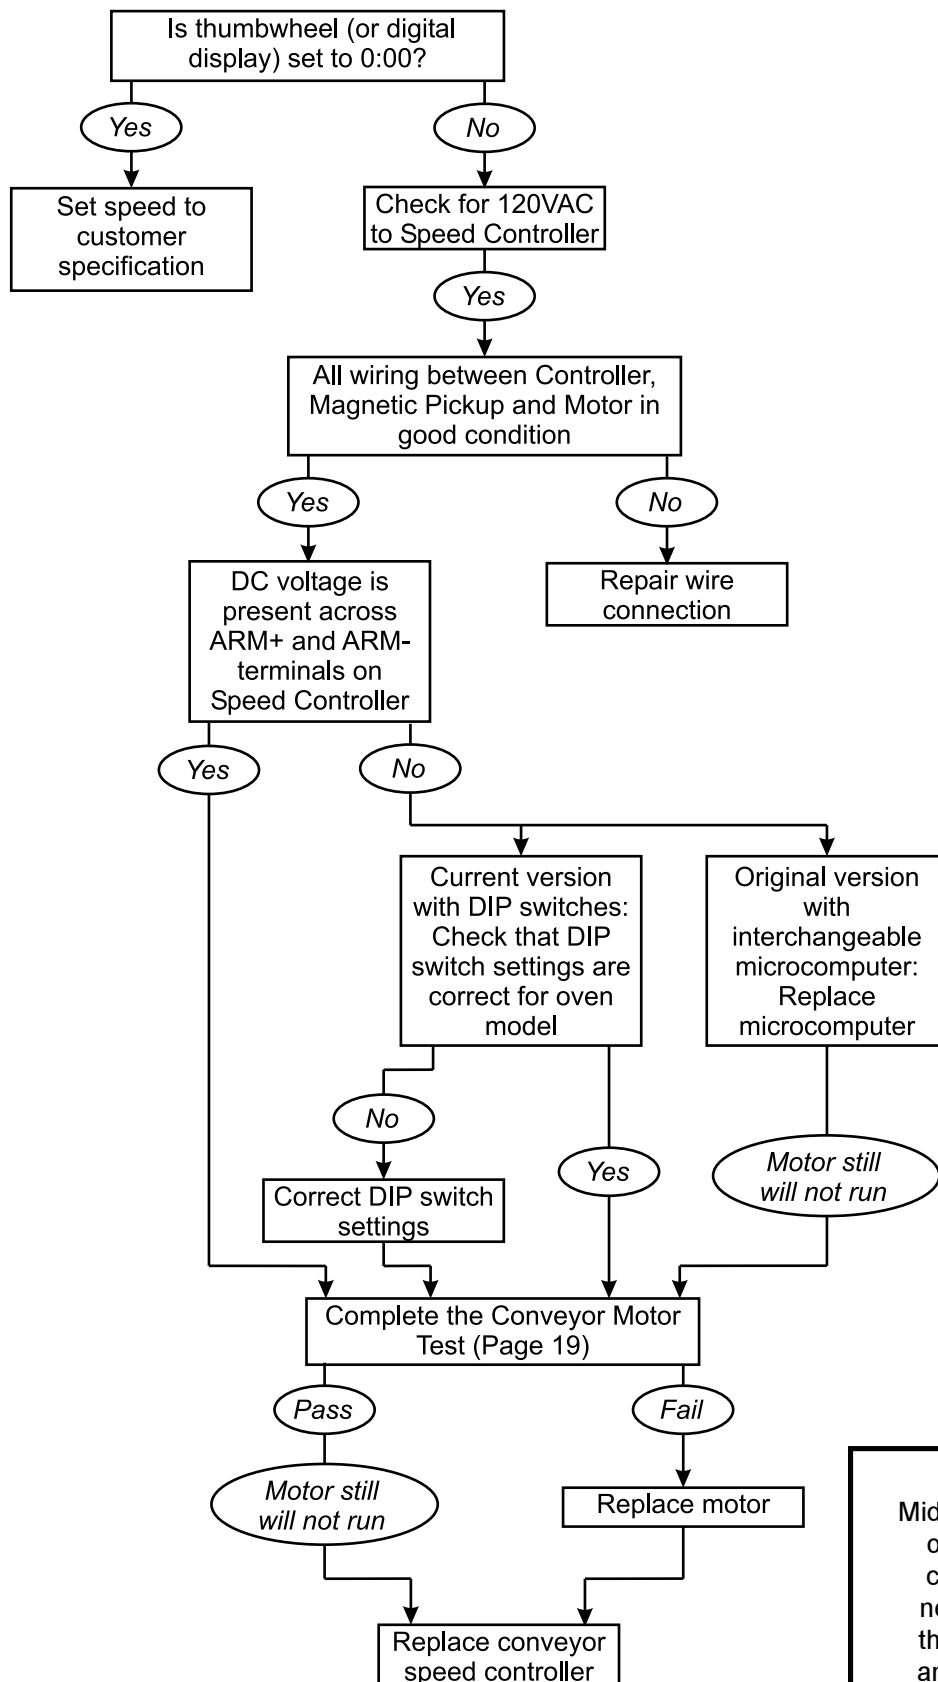 Is thumbwheel (or digital
display) set to 0:00?
Yes
No
Set speed to
customer
specification
Check for 120VAC
to Speed Controller
Yes
All wiring between Controller,
Magnetic Pickup and Motor in
good condition
Yes
No
DC voltage is
present across
ARM+ and ARM-
terminals on
Speed Controller
Repair wire
connection
Yes
No
Current version
with DIP switches:
Check that DIP
switch settings are
correct for oven
model
Original version
with
interchangeable
microcomputer:
Replace
microcomputer
No
Yes
Motor still
will not run
Correct DIP switch
settings
Complete the Conveyor Motor
Test (Page 19)
Pass
Fail
Motor still
will not run
Replace motor
Replace conveyor
speed controller
Mid
o
c
ne
th
an